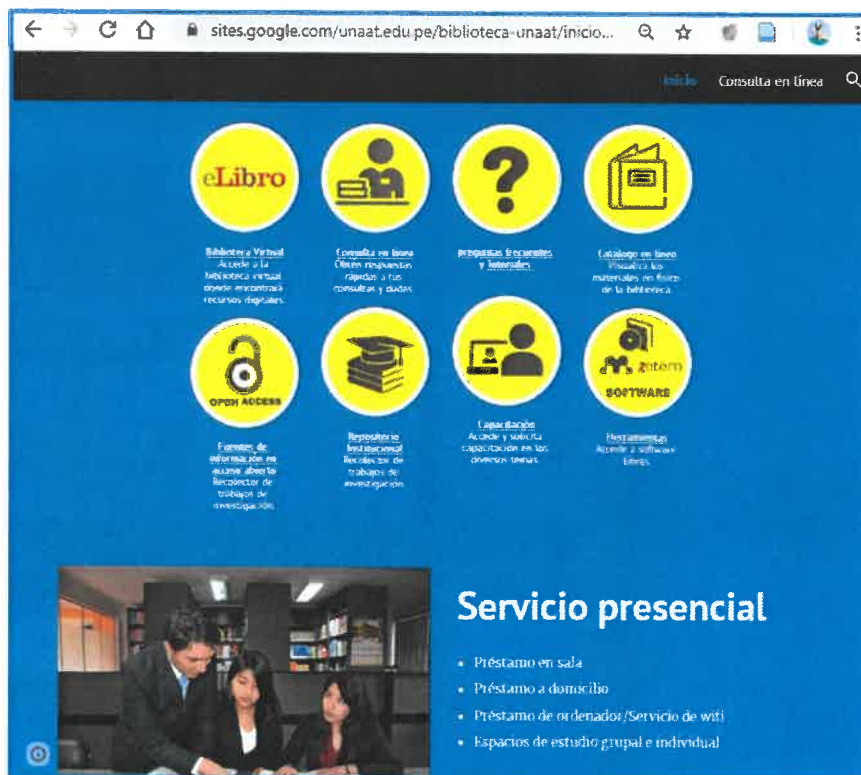 sites.google.com/unaat.edu.pe/biblioteca-unaat/inicio...
Inicio Consulta en línea
eLibro
?
Biblioteca Virtual
Accede a la
biblioteca virtual
donde encontrará
recursos digitales.
Consulta en línea
Obtén respuestas
rápidas a tus
consultas y dudas.
preguntas frecuentes
y tutoriales
Catálogo en línea
Visualiza los
materiales en físico
de la biblioteca.
OPEN ACCESS
zotero
SOFTWARE
Fuentes de
información en
acceso abierto
Recolector de
trabajos de
investigación.
Repositorio
Institucional
Recolector de
trabajos de
investigación.
Capacitación
Accede y solicita
capacitación en los
diversos temas.
Herramientas
Accede a software
libres.
Servicio presencial
• Préstamo en sala
• Préstamo a domicilio
• Préstamo de ordenador/Servicio de wifi
• Espacios de estudio grupal e individual